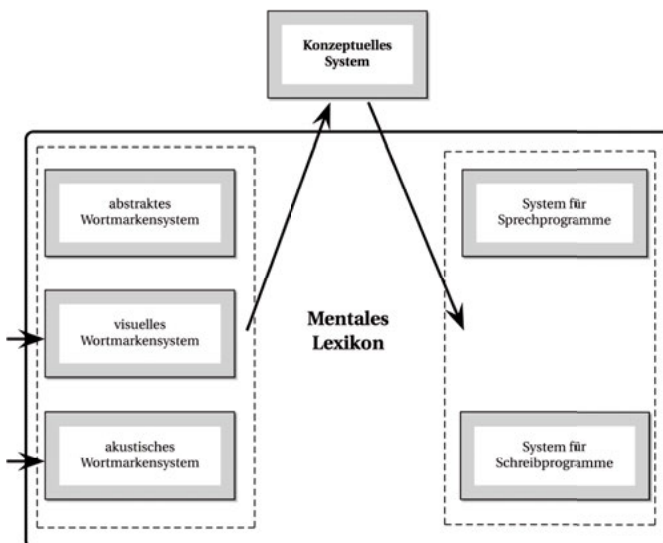 Konzeptuelles
System
abstraktes
Wortmarkensystem
visuelles
Wortmarkensystem
akustisches
Wortmarkensystem
Mentales
Lexikon
System für
Sprechprogramme
System für
Schreibprogramme